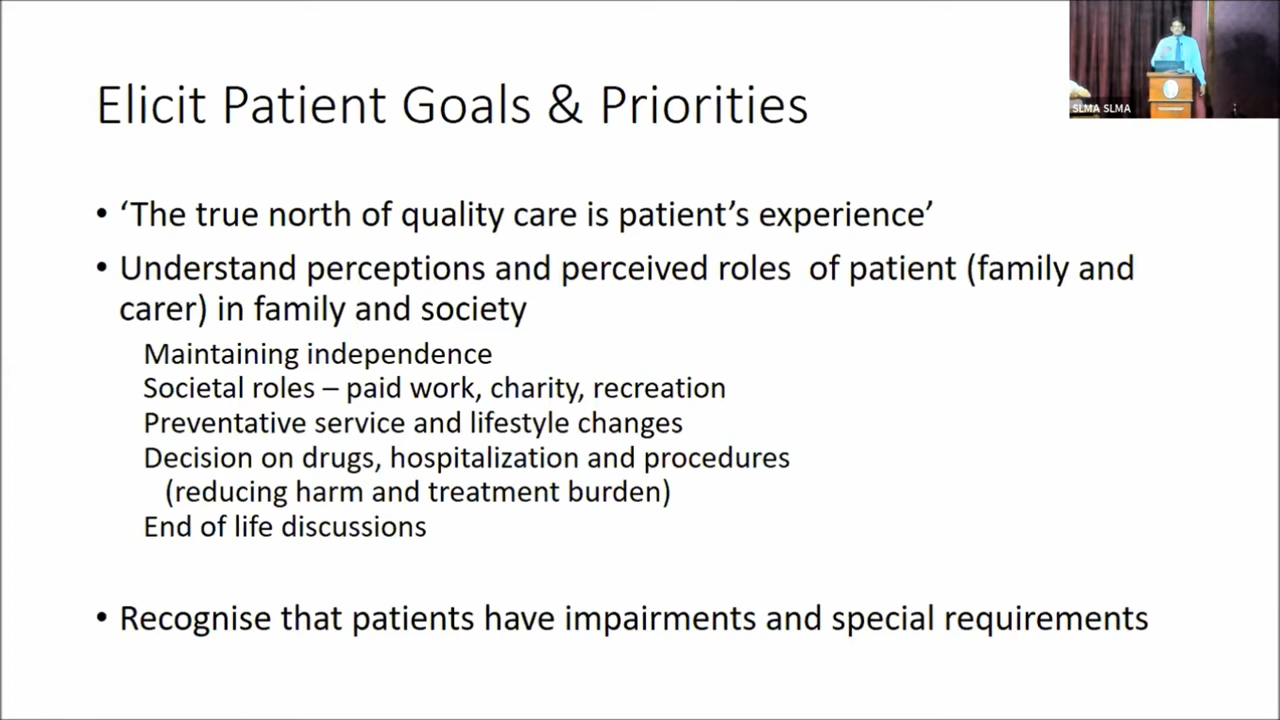 SLMA SLMA
Elicit Patient Goals & Priorities
• ‘The true north of quality care is patient’s experience’
• Understand perceptions and perceived roles  of patient (family and
carer) in family and society
Maintaining independence
Societal roles – paid work, charity, recreation
Preventative service and lifestyle changes
Decision on drugs, hospitalization and procedures
(reducing harm and treatment burden)
End of life discussions
• Recognise that patients have impairments and special requirements